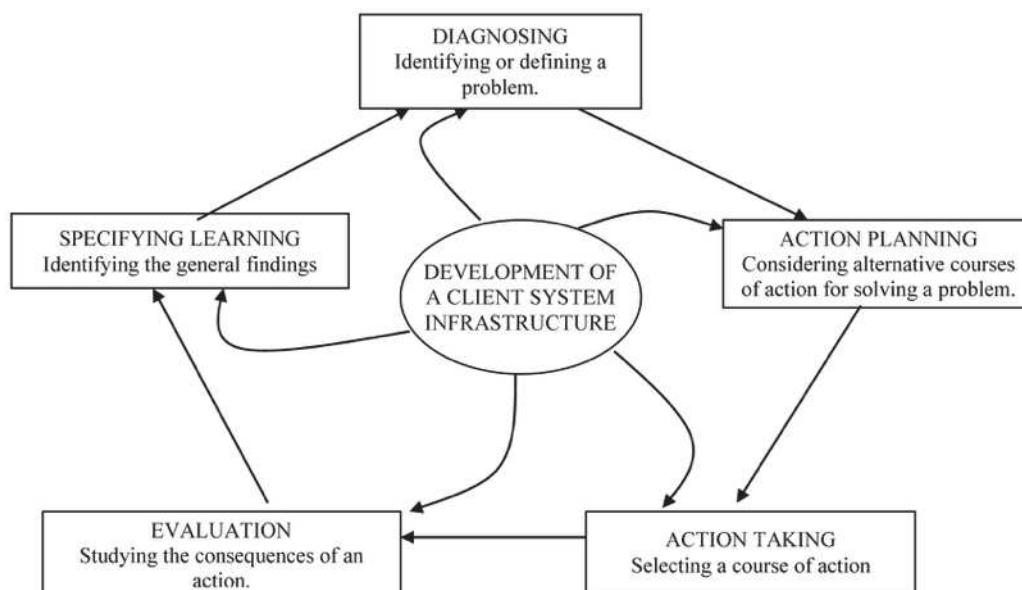 DIAGNOSING
Identifying or defining a
problem.
SPECIFYING LEARNING
Identifying the general findings
DEVELOPMENT OF
A CLIENT SYSTEM
INFRASTRUCTURE
ACTION PLANNING
Considering alternative courses
of action for solving a problem.
EVALUATION
Studying the consequences of an
action.
ACTION TAKING
Selecting a course of action